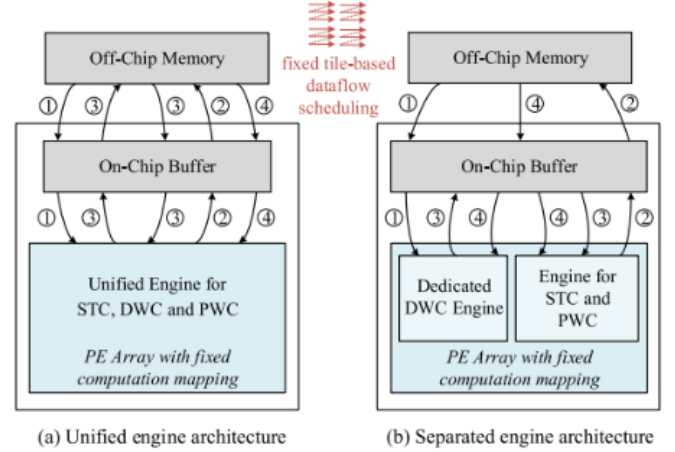 Off-Chip Memory
fixed tile-based
dataflow
scheduling
Off-Chip Memory
① ③ ③ ② ④
① ④ ②
On-Chip Buffer
On-Chip Buffer
① ③ ③ ② ④
① ③ ④ ④ ③ ②
Unified Engine for
STC, DWC and PWC
PE Array with fixed
computation mapping
Dedicated
DWC Engine
Engine for
STC and
PWC
PE Array with fixed
computation mapping
(a) Unified engine architecture
(b) Separated engine architecture